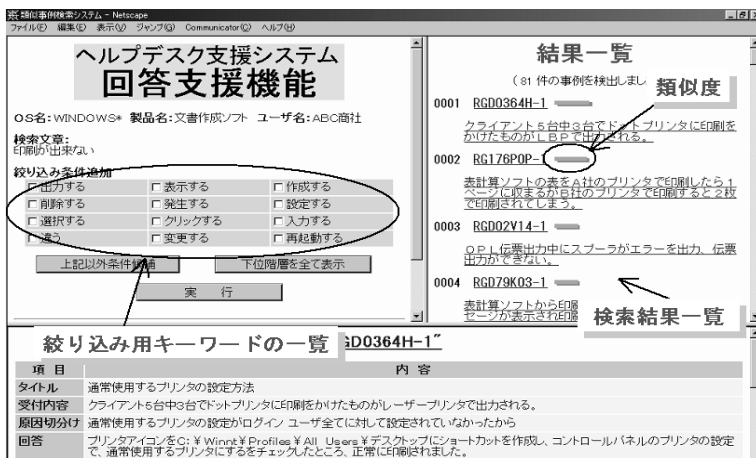 類似事例検索システム - Netscape
ファイル(F) 編集(E) 表示(V) ジャンプ(G) Communicator(C) ヘルプ(H)
ヘルプデスク支援システム
回答支援機能
OS名:WINDOWS* 製品名:文書作成ソフト ユーザ名:ABC商社
検索文章:
印刷が出来ない
絞り込み条件追加
出力する 表示する 作成する
削除する 発生する 設定する
選択する クリックする 入力する
違う 変更する 再起動する
上記以外条件候補 下位階層を全て表示
実 行
絞り込み用キーワードの一覧
結果一覧
(81 件の事例を検出しまし
類似度
0001 RGD0364H-1
クライアント5台中3台でドットプリンタに印刷を
かけたものがLBPで出力される。
0002 RG176POP-1
表計算ソフトの表をA社のプリンタで印刷したら1
ページに収まるがB社のプリンタで印刷すると2枚
で印刷されてしまう。
0003 RGD02V14-1
OPL伝票出力中にスプーラがエラーを出力、伝票
出力ができない。
0004 RGD79K03-1
表計算ソフトから印刷
セージが表示され印刷
検索結果一覧
GD0364H-1"
項 目 内 容
タイトル 通常使用するプリンタの設定方法
受付内容 クライアント5台中3台でドットプリンタに印刷をかけたものがレーザープリンタで出力される。
原因切分け 通常使用するプリンタの設定がログイン ユーザ全てに対して設定されていなかったから
回答 プリンタアイコンをC:¥Winnt¥Profiles¥All Users¥デスクトップにショートカットを作成し、コントロールパネルのプリンタの設定
で、通常使用するプリンタにするをチェックしたところ、正常に印刷されました。